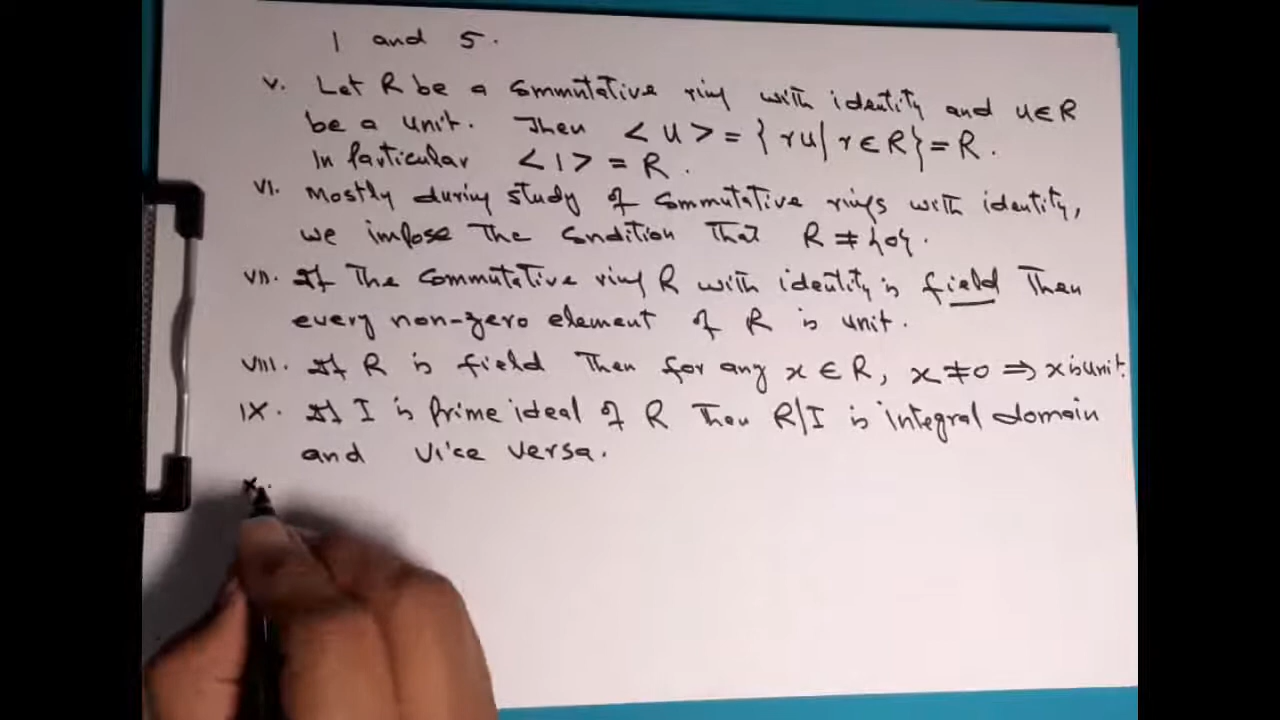 1 and 5.
v. Let R be a Commutative ring with identity and u∈R
be a unit. Then <u> = {ru|r∈R} = R.
In Particular <1> = R.
VI. Mostly during study of Commutative rings with identity,
we impose The Condition That R ≠ {0}.
VII. If The Commutative ring R with identity is field Then
every non-zero element of R is unit.
VIII. If R is field Then for any x ∈ R, x ≠ 0 ⇒ x is unit.
IX. If I is Prime ideal of R Then R/I is integral domain
and vice versa.
X.